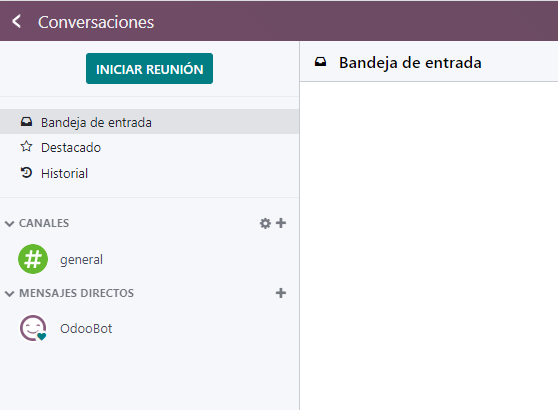 Conversaciones
INICIAR REUNIÓN
Bandeja de entrada
Destacado
Historial
CANALES
general
MENSAJES DIRECTOS
OdooBot
Bandeja de entrada